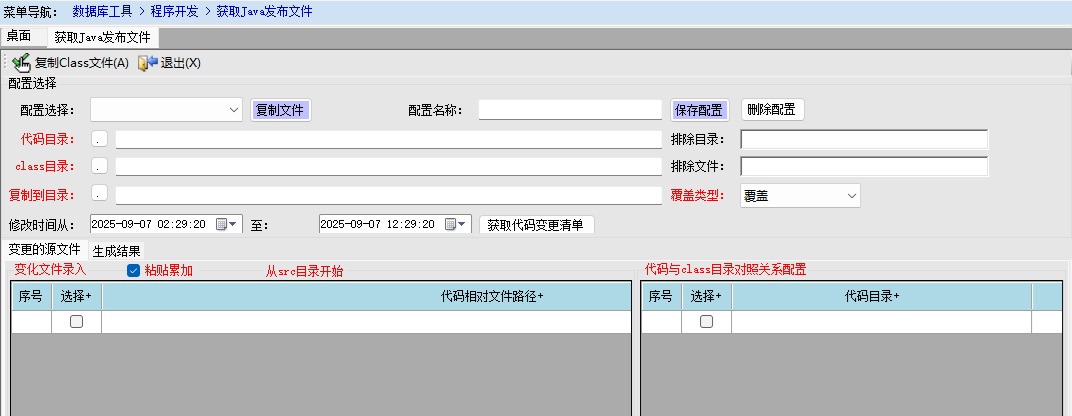 菜单导航： 数据库工具 > 程序开发 > 获取Java发布文件
桌面 获取Java发布文件
复制Class文件(A) 退出(X)
配置选择
配置选择： 复制文件 配置名称： 保存配置 删除配置
代码目录： . 排除目录：
class目录： . 排除文件：
复制到目录： . 覆盖类型： 覆盖
修改时间从： 2025-09-07 02:29:20 至： 2025-09-07 12:29:20 获取代码变更清单
变更的源文件 生成结果
变化文件录入 粘贴累加 从src目录开始 代码与class目录对照关系配置
序号 选择+ 代码相对文件路径+ 序号 选择+ 代码目录+